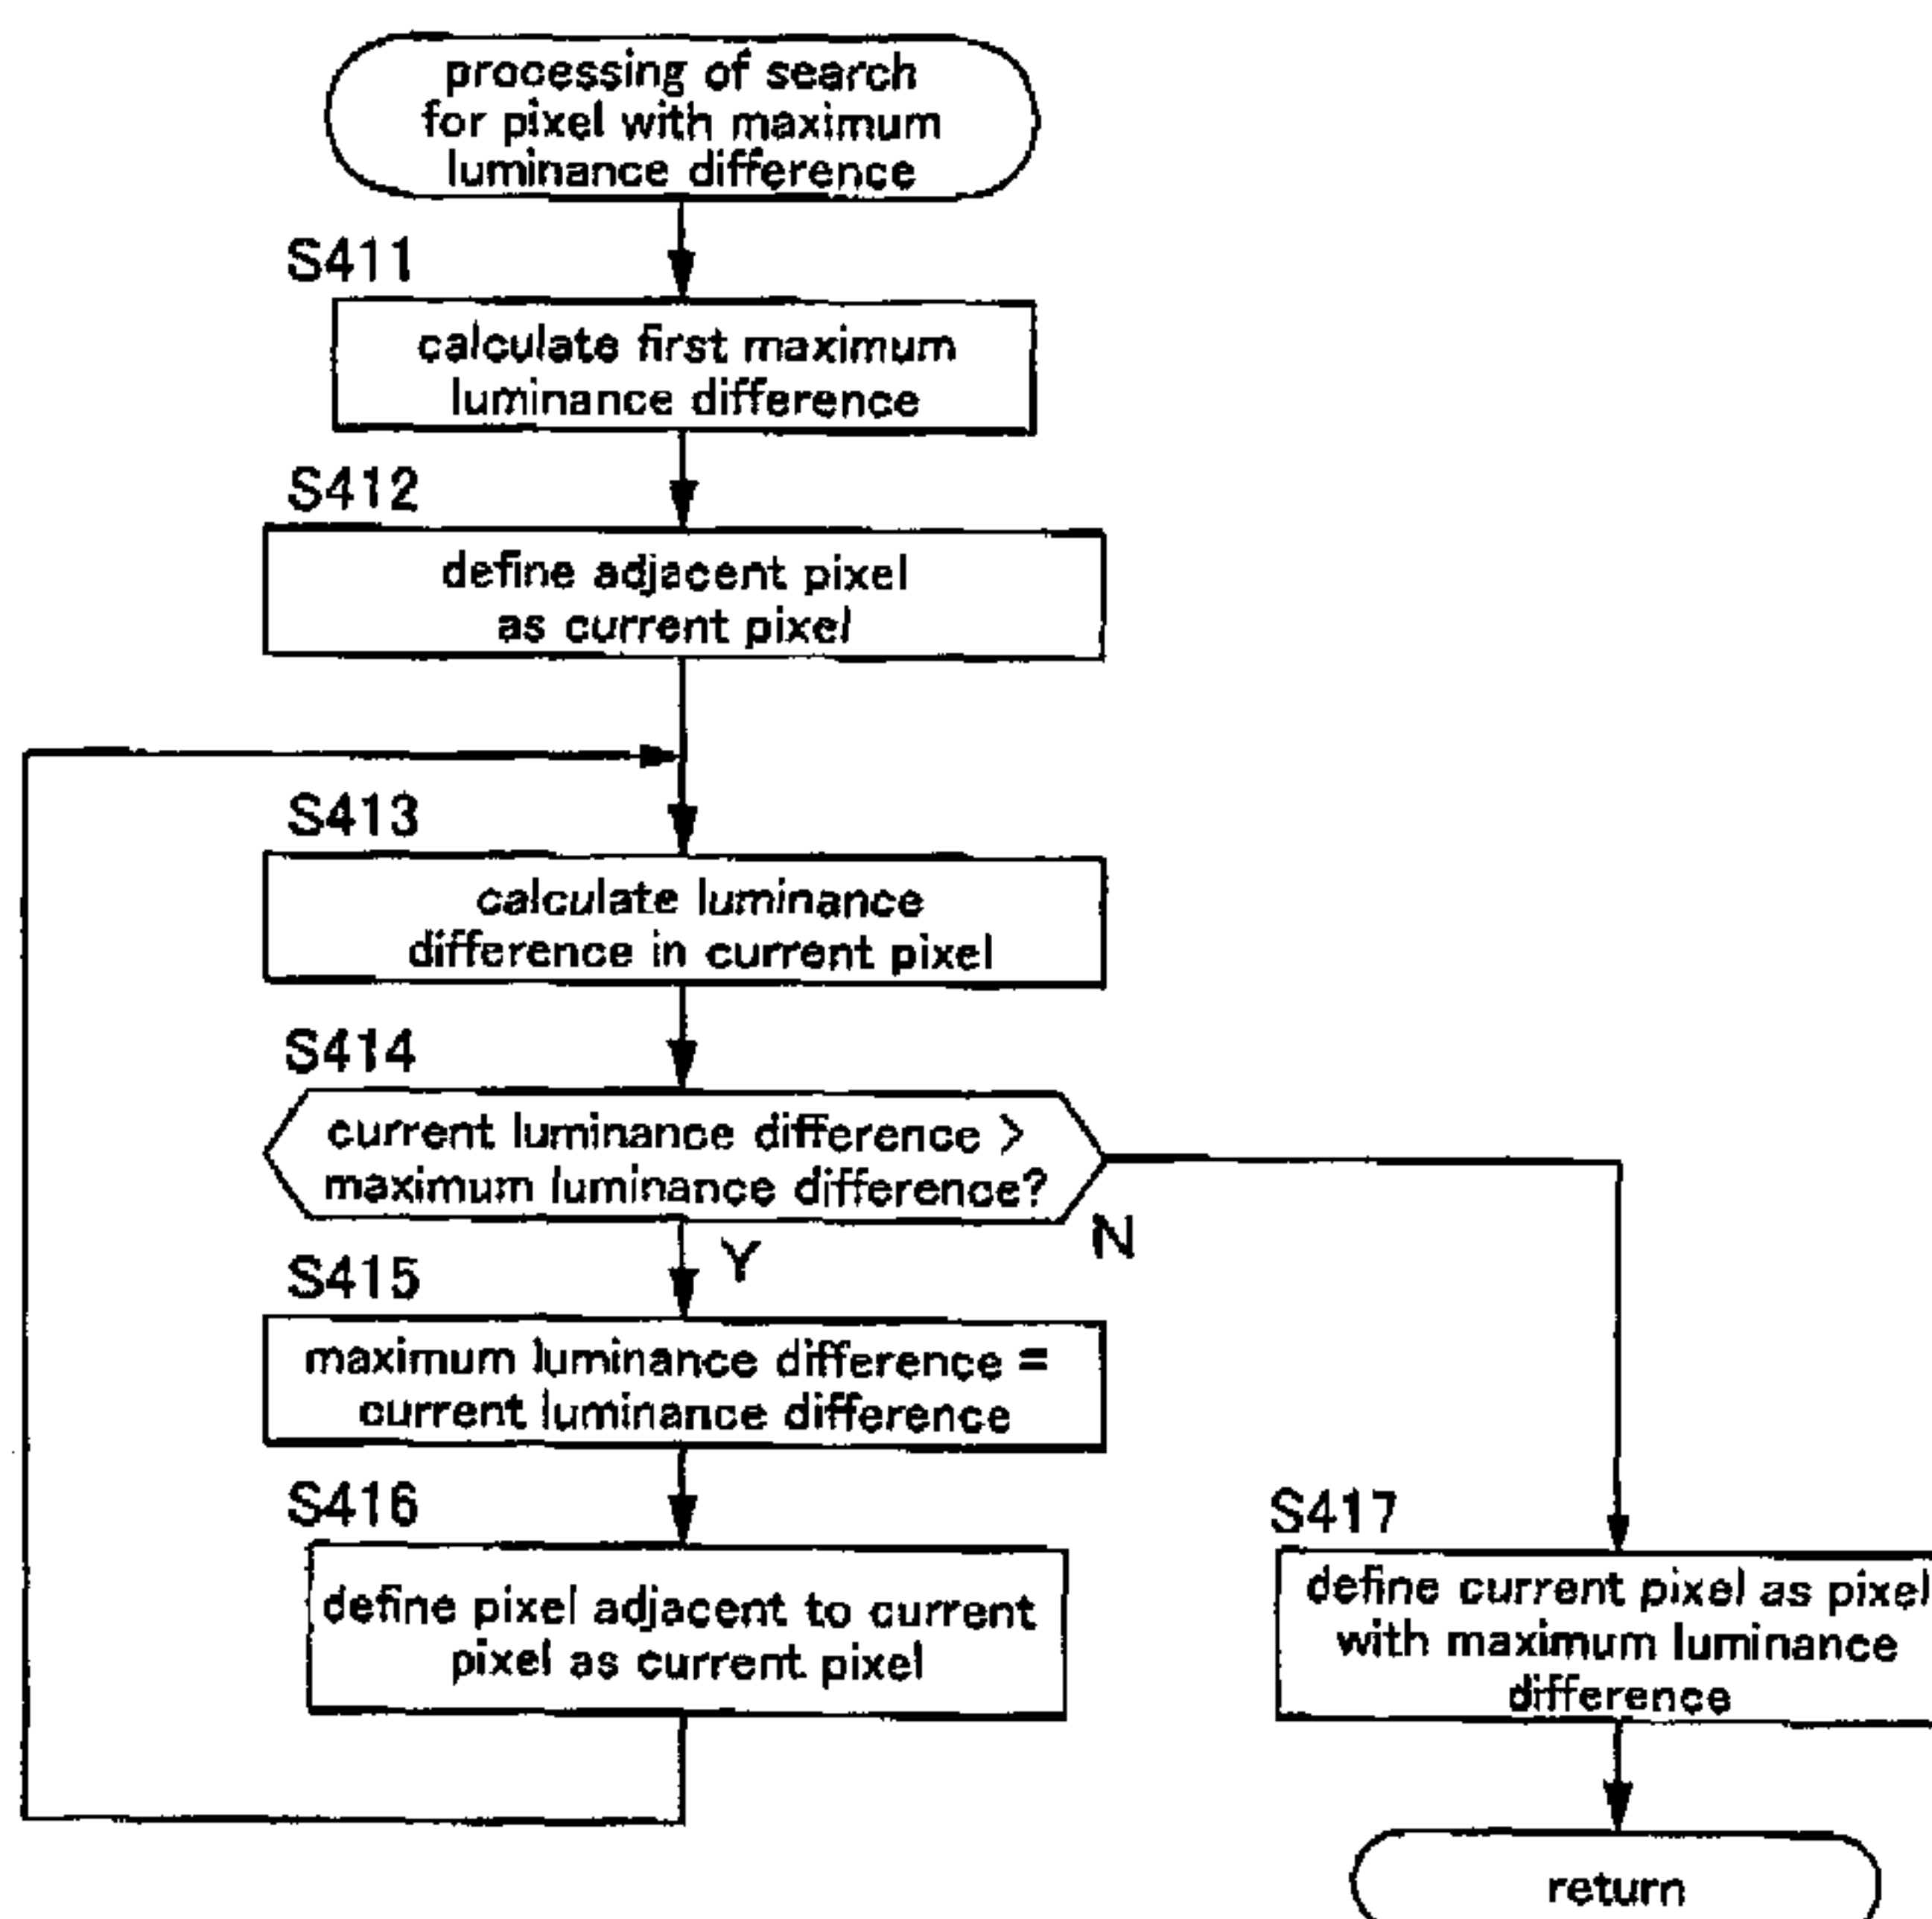 processing of search
for pixel with maximum
luminance difference
S411
calculate first maximum
luminance difference
S412
define adjacent pixel
as current pixel
S413
calculate luminance
difference in current pixel
S414
current luminance difference >
maximum luminance difference?
Y
N
S415
maximum luminance difference =
current luminance difference
S416
define pixel adjacent to current
pixel as current pixel
S417
define current pixel as pixel
with maximum luminance
difference
return